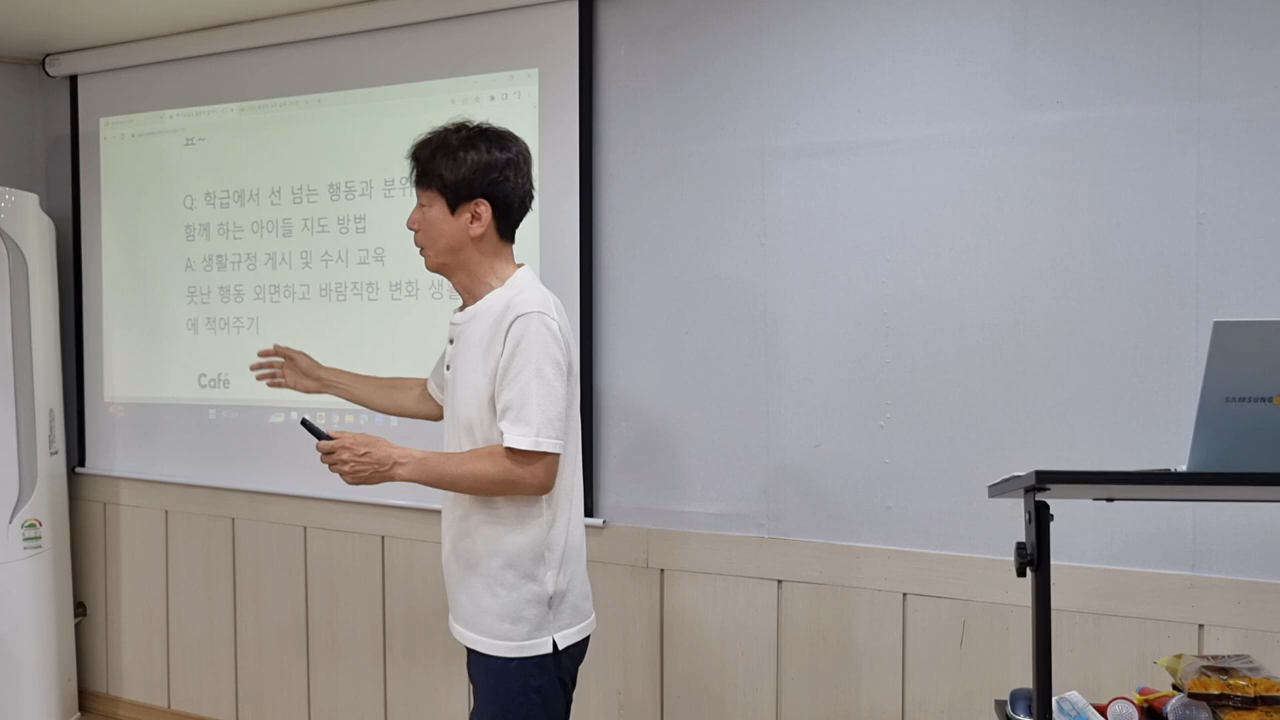 요~
Q: 학급에서 선 넘는 행동과 분위
함께 하는 아이들 지도 방법
A: 생활규정 게시 및 수시 교육
못난 행동 외면하고 바람직한 변화 생활
에 적어주기
Café
SAMSUNG